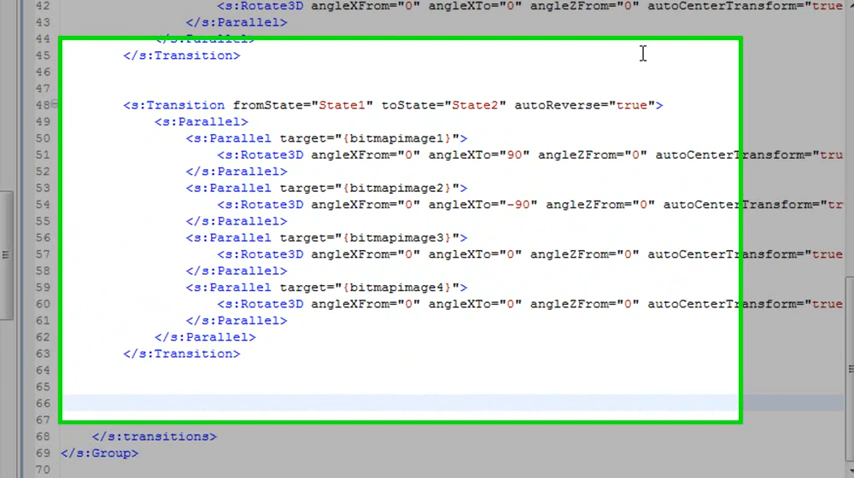 42 <s:Rotate3D angleXFrom="0" angleXTo="0" angleZFrom="0" autoCenterTransform="true
43 </s:Parallel>
44 </s:Parallel>
45 </s:Transition>
46
47
48 <s:Transition fromState="State1" toState="State2" autoReverse="true">
49 <s:Parallel>
50 <s:Parallel target="{bitmapimage1}">
51 <s:Rotate3D angleXFrom="0" angleXTo="90" angleZFrom="0" autoCenterTransform="tru
52 </s:Parallel>
53 <s:Parallel target="{bitmapimage2}">
54 <s:Rotate3D angleXFrom="0" angleXTo="-90" angleZFrom="0" autoCenterTransform="tr
55 </s:Parallel>
56 <s:Parallel target="{bitmapimage3}">
57 <s:Rotate3D angleXFrom="0" angleXTo="0" angleZFrom="0" autoCenterTransform="true
58 </s:Parallel>
59 <s:Parallel target="{bitmapimage4}">
60 <s:Rotate3D angleXFrom="0" angleXTo="0" angleZFrom="0" autoCenterTransform="true
61 </s:Parallel>
62 </s:Parallel>
63 </s:Transition>
64
65
66
67
68 </s:transitions>
69 </s:Group>
70